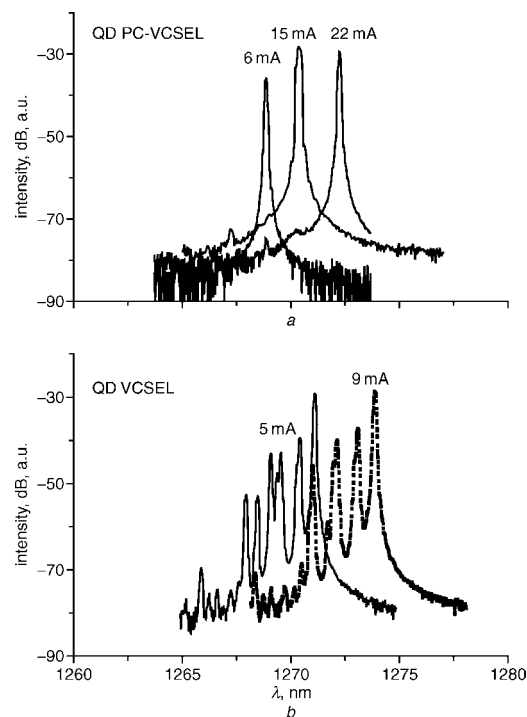 QD PC-VCSEL
6 mA
15 mA
22 mA
intensity, dB, a.u.
−30
−50
−70
−90
a
QD VCSEL
5 mA
9 mA
intensity, dB, a.u.
−30
−50
−70
−90
1260 1265 1270 1275 1280
λ, nm
b